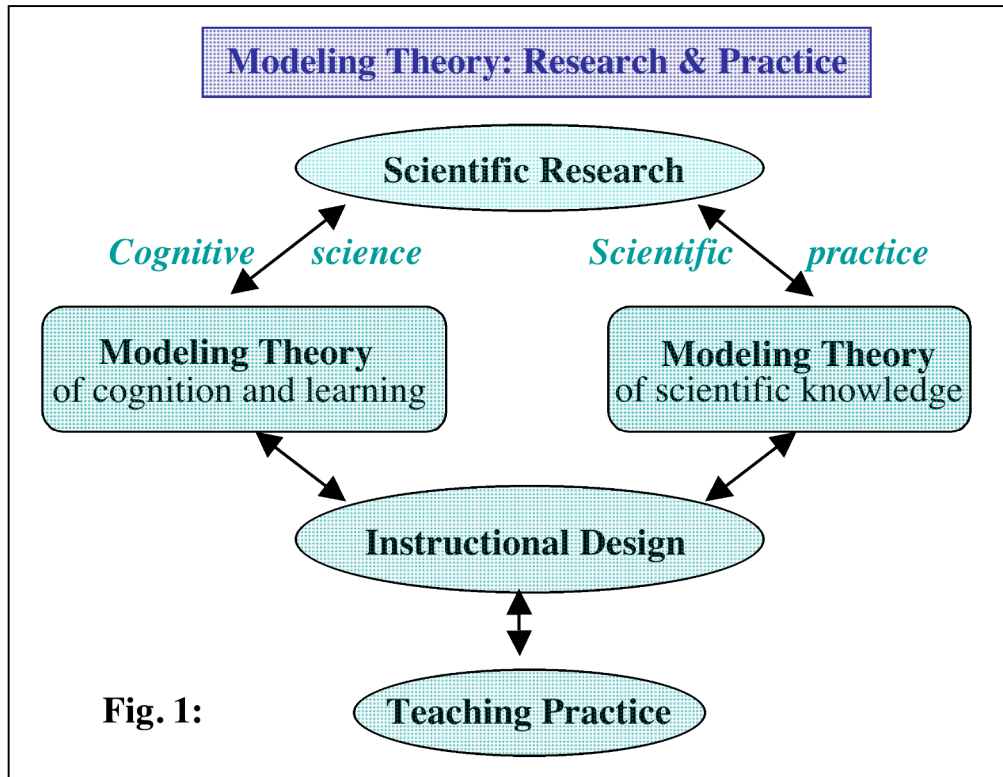 Modeling Theory: Research & Practice
Scientific Research
Cognitive science
Scientific practice
Modeling Theory
of cognition and learning
Modeling Theory
of scientific knowledge
Instructional Design
Teaching Practice
Fig. 1: